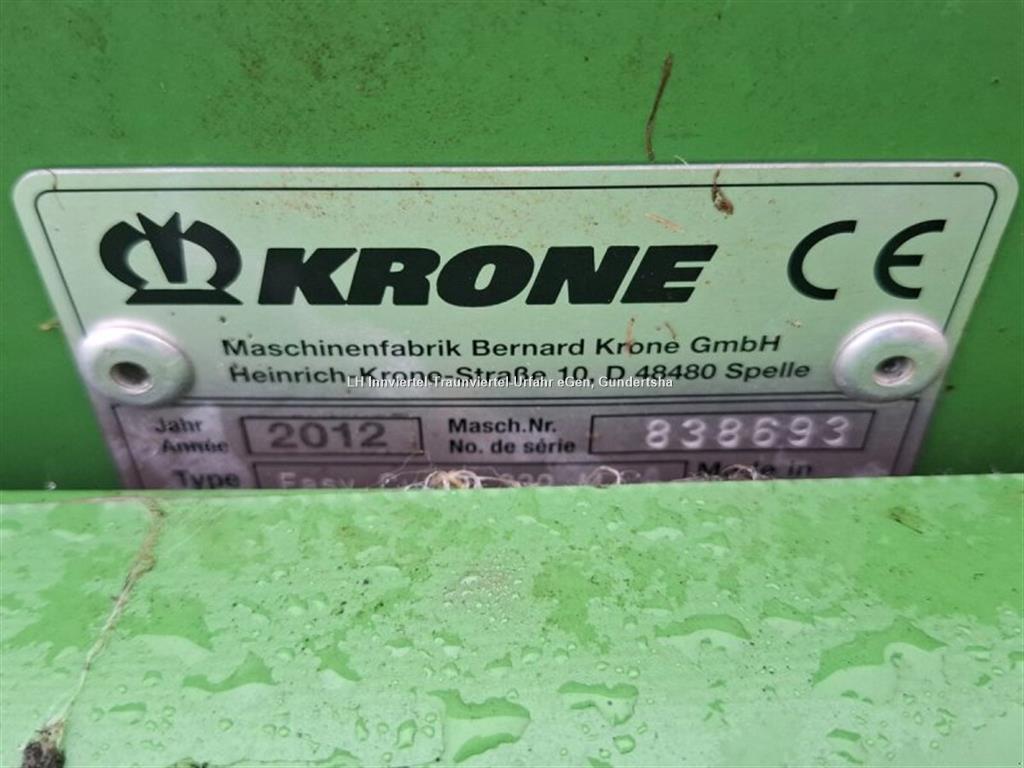 KRONE CE
Maschinenfabrik Bernard Krone GmbH
Heinrich-Krone-Straße 10, D 48480 Spelle
LH Innviertel-Traunviertel-Urfahr eGen, Gundertsha
Jahr 2012 Masch.Nr. 838693
Année No. de série
Type Easy Made in